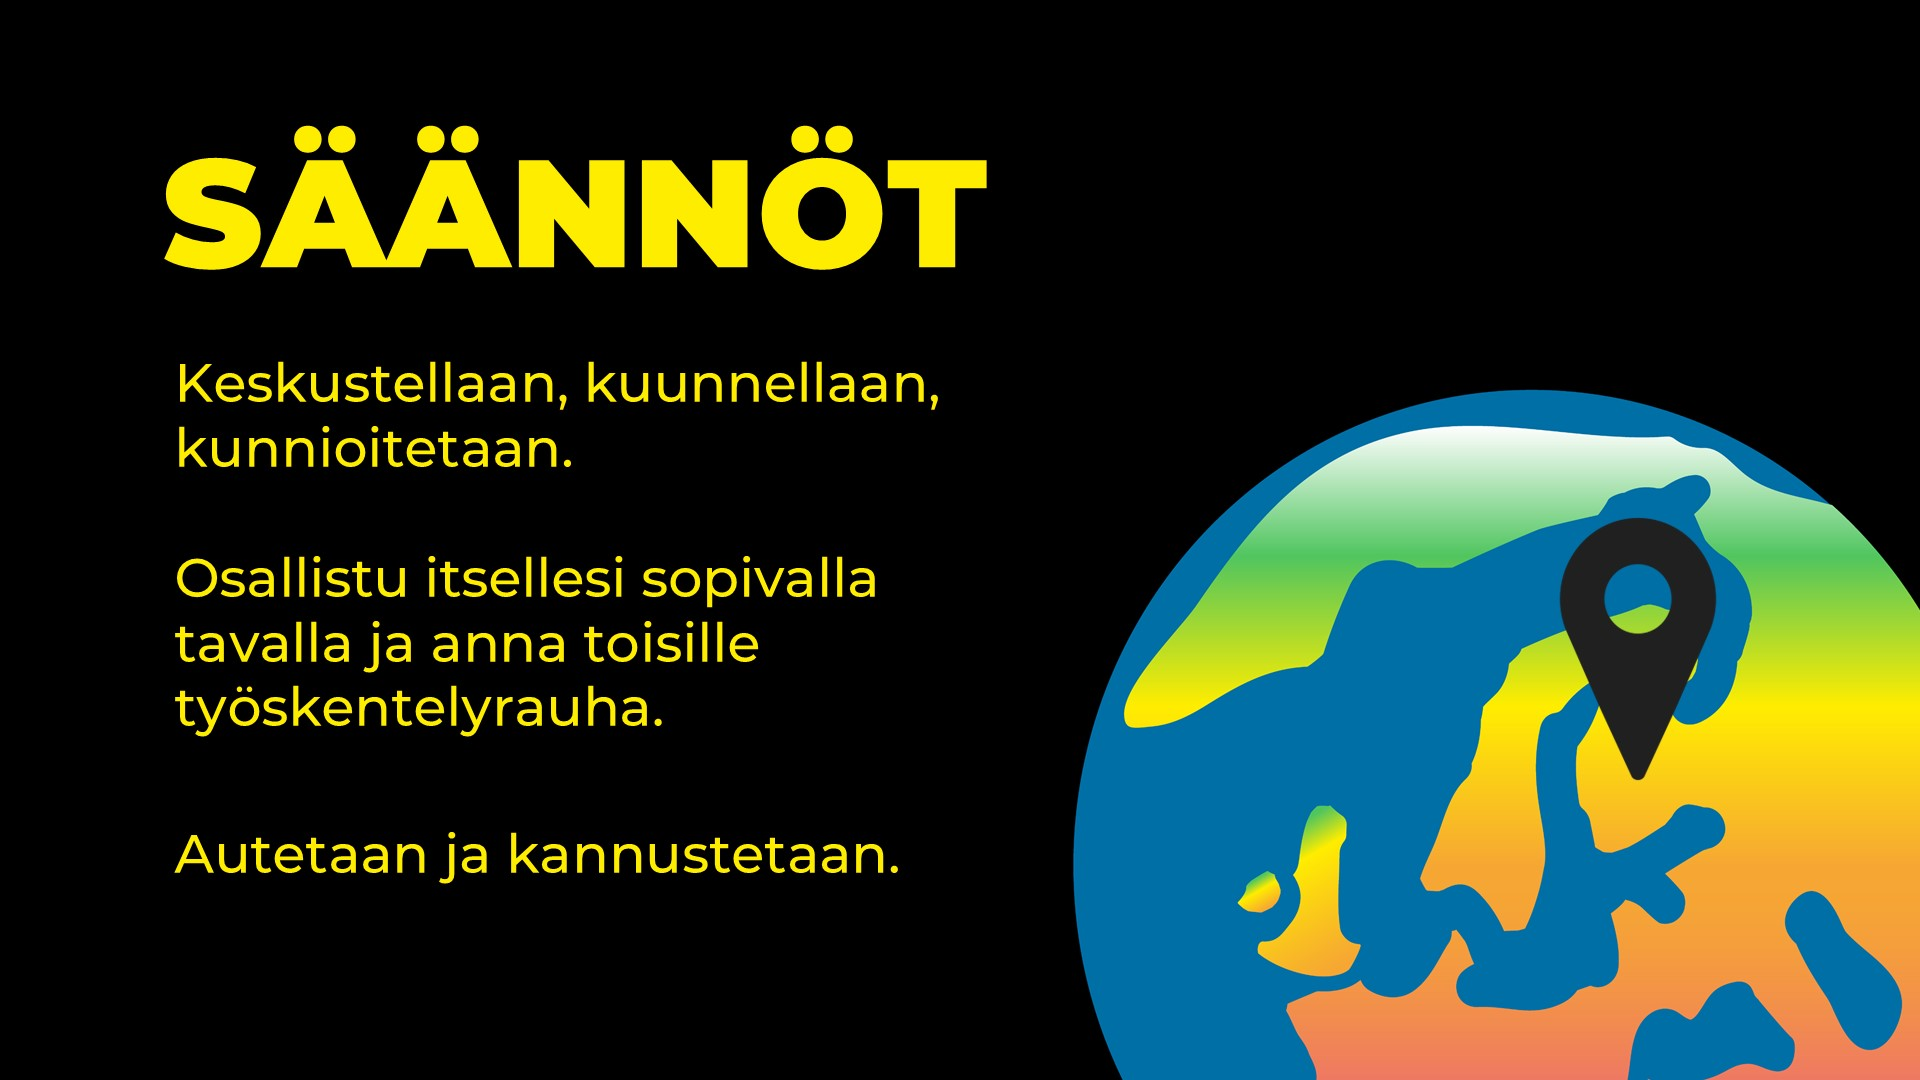 SÄÄNNÖT
Keskustellaan, kuunnellaan,
kunnioitetaan.
Osallistu itsellesi sopivalla
tavalla ja anna toisille
työskentelyrauha.
Autetaan ja kannustetaan.